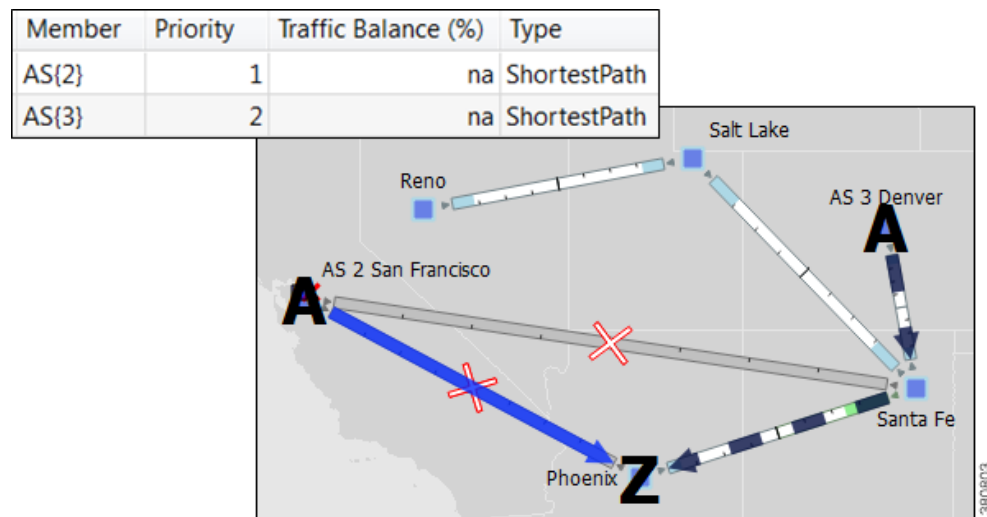 Member Priority Traffic Balance (%) Type
AS{2} 1 na ShortestPath
AS{3} 2 na ShortestPath
Salt Lake
Reno
AS 3 Denver
A
AS 2 San Francisco
A
Santa Fe
Phoenix Z
380803